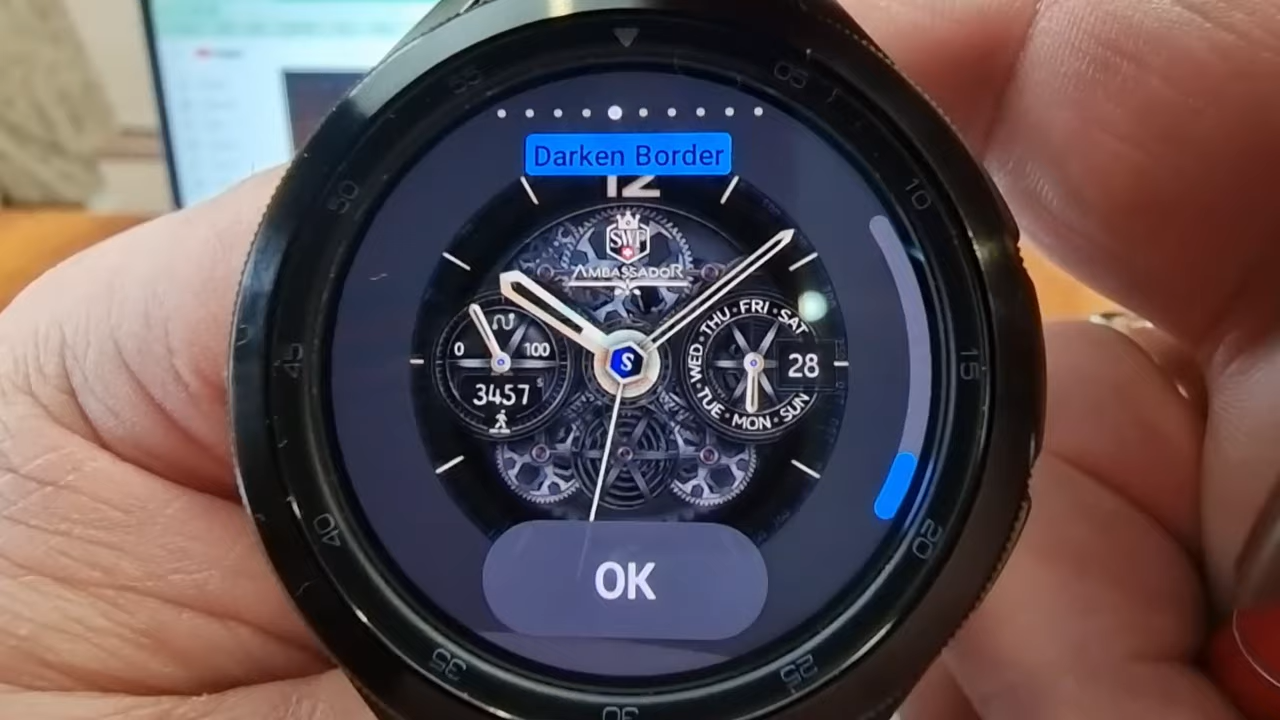 55
05
50
10
45
15
40
20
35
25
30
Darken Border
12
SWF
AMBASSADOR
0
100
3457
S
WED • THU • FRI • SAT
28
TUE • MON • SUN
OK